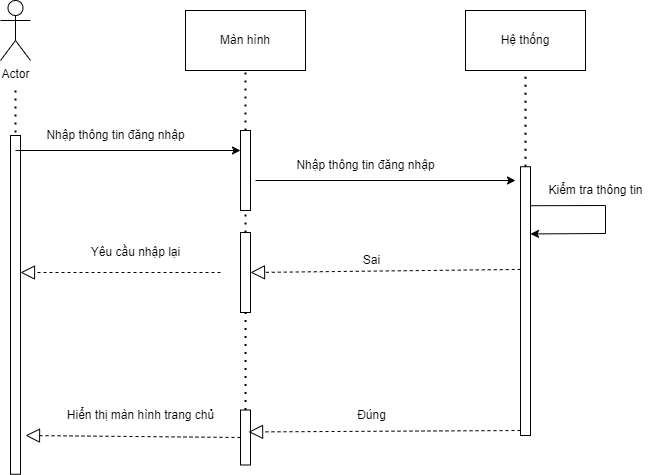 Màn hình
Hệ thống
Actor
Nhập thông tin đăng nhập
Nhập thông tin đăng nhập
Kiểm tra thông tin
Yêu cầu nhập lại
Sai
Hiển thị màn hình trang chủ
Đúng